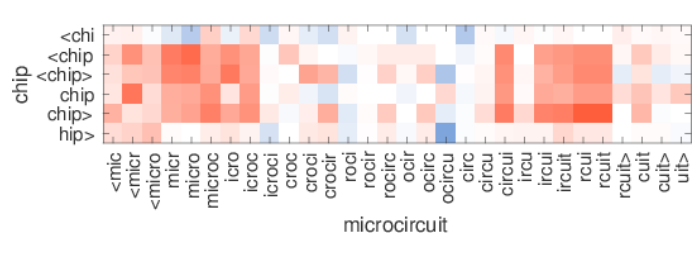 chip
<chi
<chip
<chip>
chip
chip>
hip>
<mic <micr <micro micr micro microc icro icroc icroci croc croci crocir roci rocir rocirc ocir ocirc ocircu circ circu circui ircu ircui ircuit rcui rcuit rcuit> cuit cuit> uit>
microcircuit